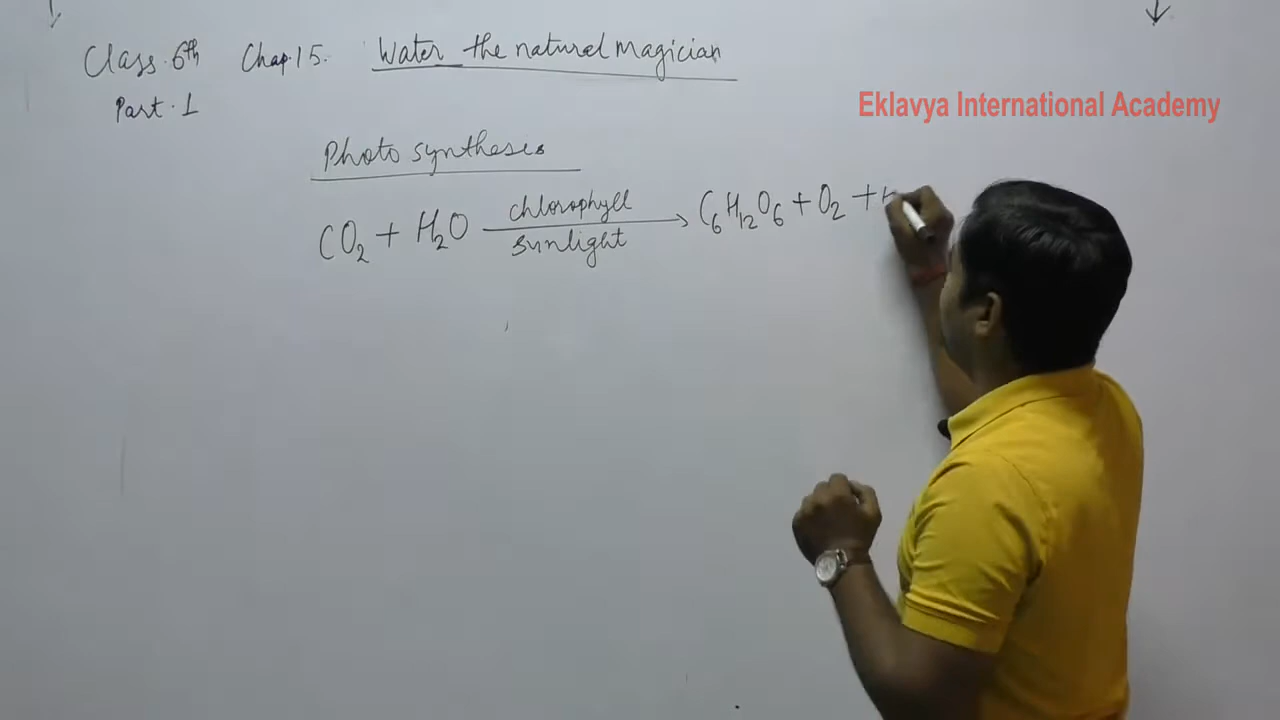 Class. 6th Chap. 15. Water the natural magician
Part. 1
Eklavya International Academy
Photo synthesis
chlorophyll
CO2 + H2O → C6H12O6 + O2 +
sunlight